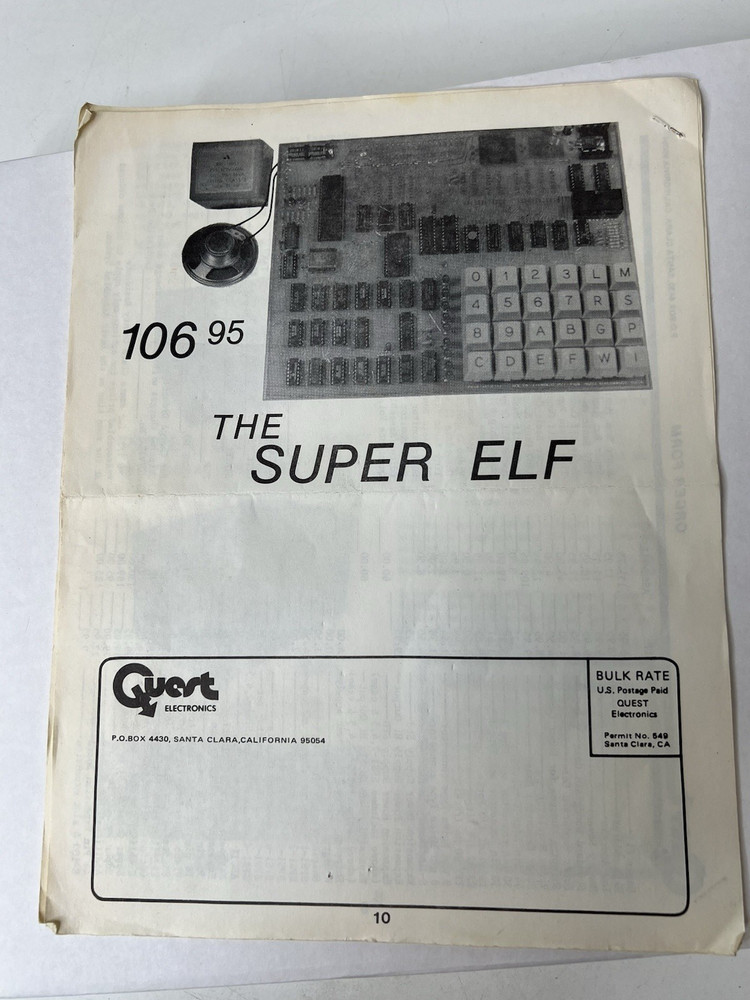 0 1 2 3 L M
4 5 6 7 R S
8 9 A B G P
C D E F W I
106 95
THE
SUPER ELF
Quest
ELECTRONICS
P.O.BOX 4430, SANTA CLARA,CALIFORNIA 95054
BULK RATE
U.S. Postage Paid
QUEST
Electronics
Permit No. 549
Santa Clara, CA
10